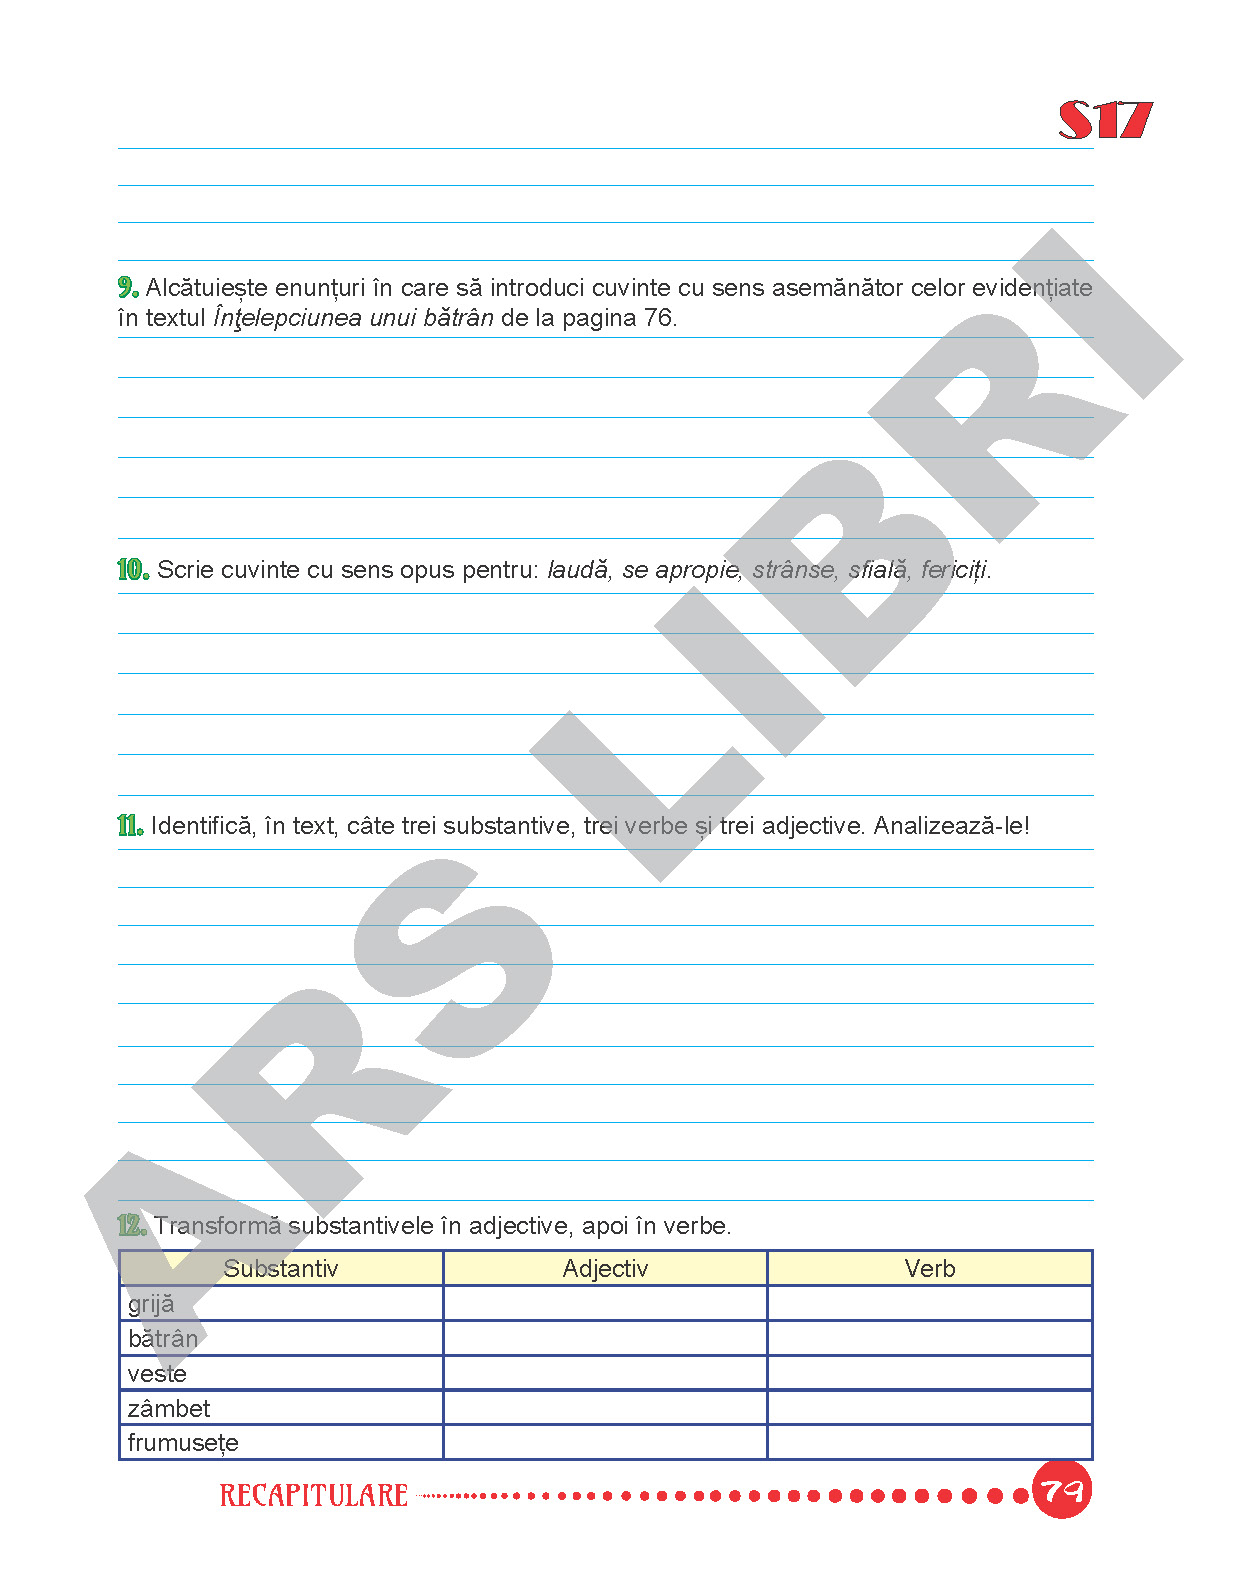 S17
9. Alcătuiește enunțuri în care să introduci cuvinte cu sens asemănător celor evidențiate
în textul Înţelepciunea unui bătrân de la pagina 76.
10. Scrie cuvinte cu sens opus pentru: laudă, se apropie, strânse, sfială, fericiți.
11. Identifică, în text, câte trei substantive, trei verbe și trei adjective. Analizează-le!
12. Transformă substantivele în adjective, apoi în verbe.
Substantiv Adjectiv Verb
grijă
bătrân
veste
zâmbet
frumusețe
RECAPITULARE 79
ARS LIBRI